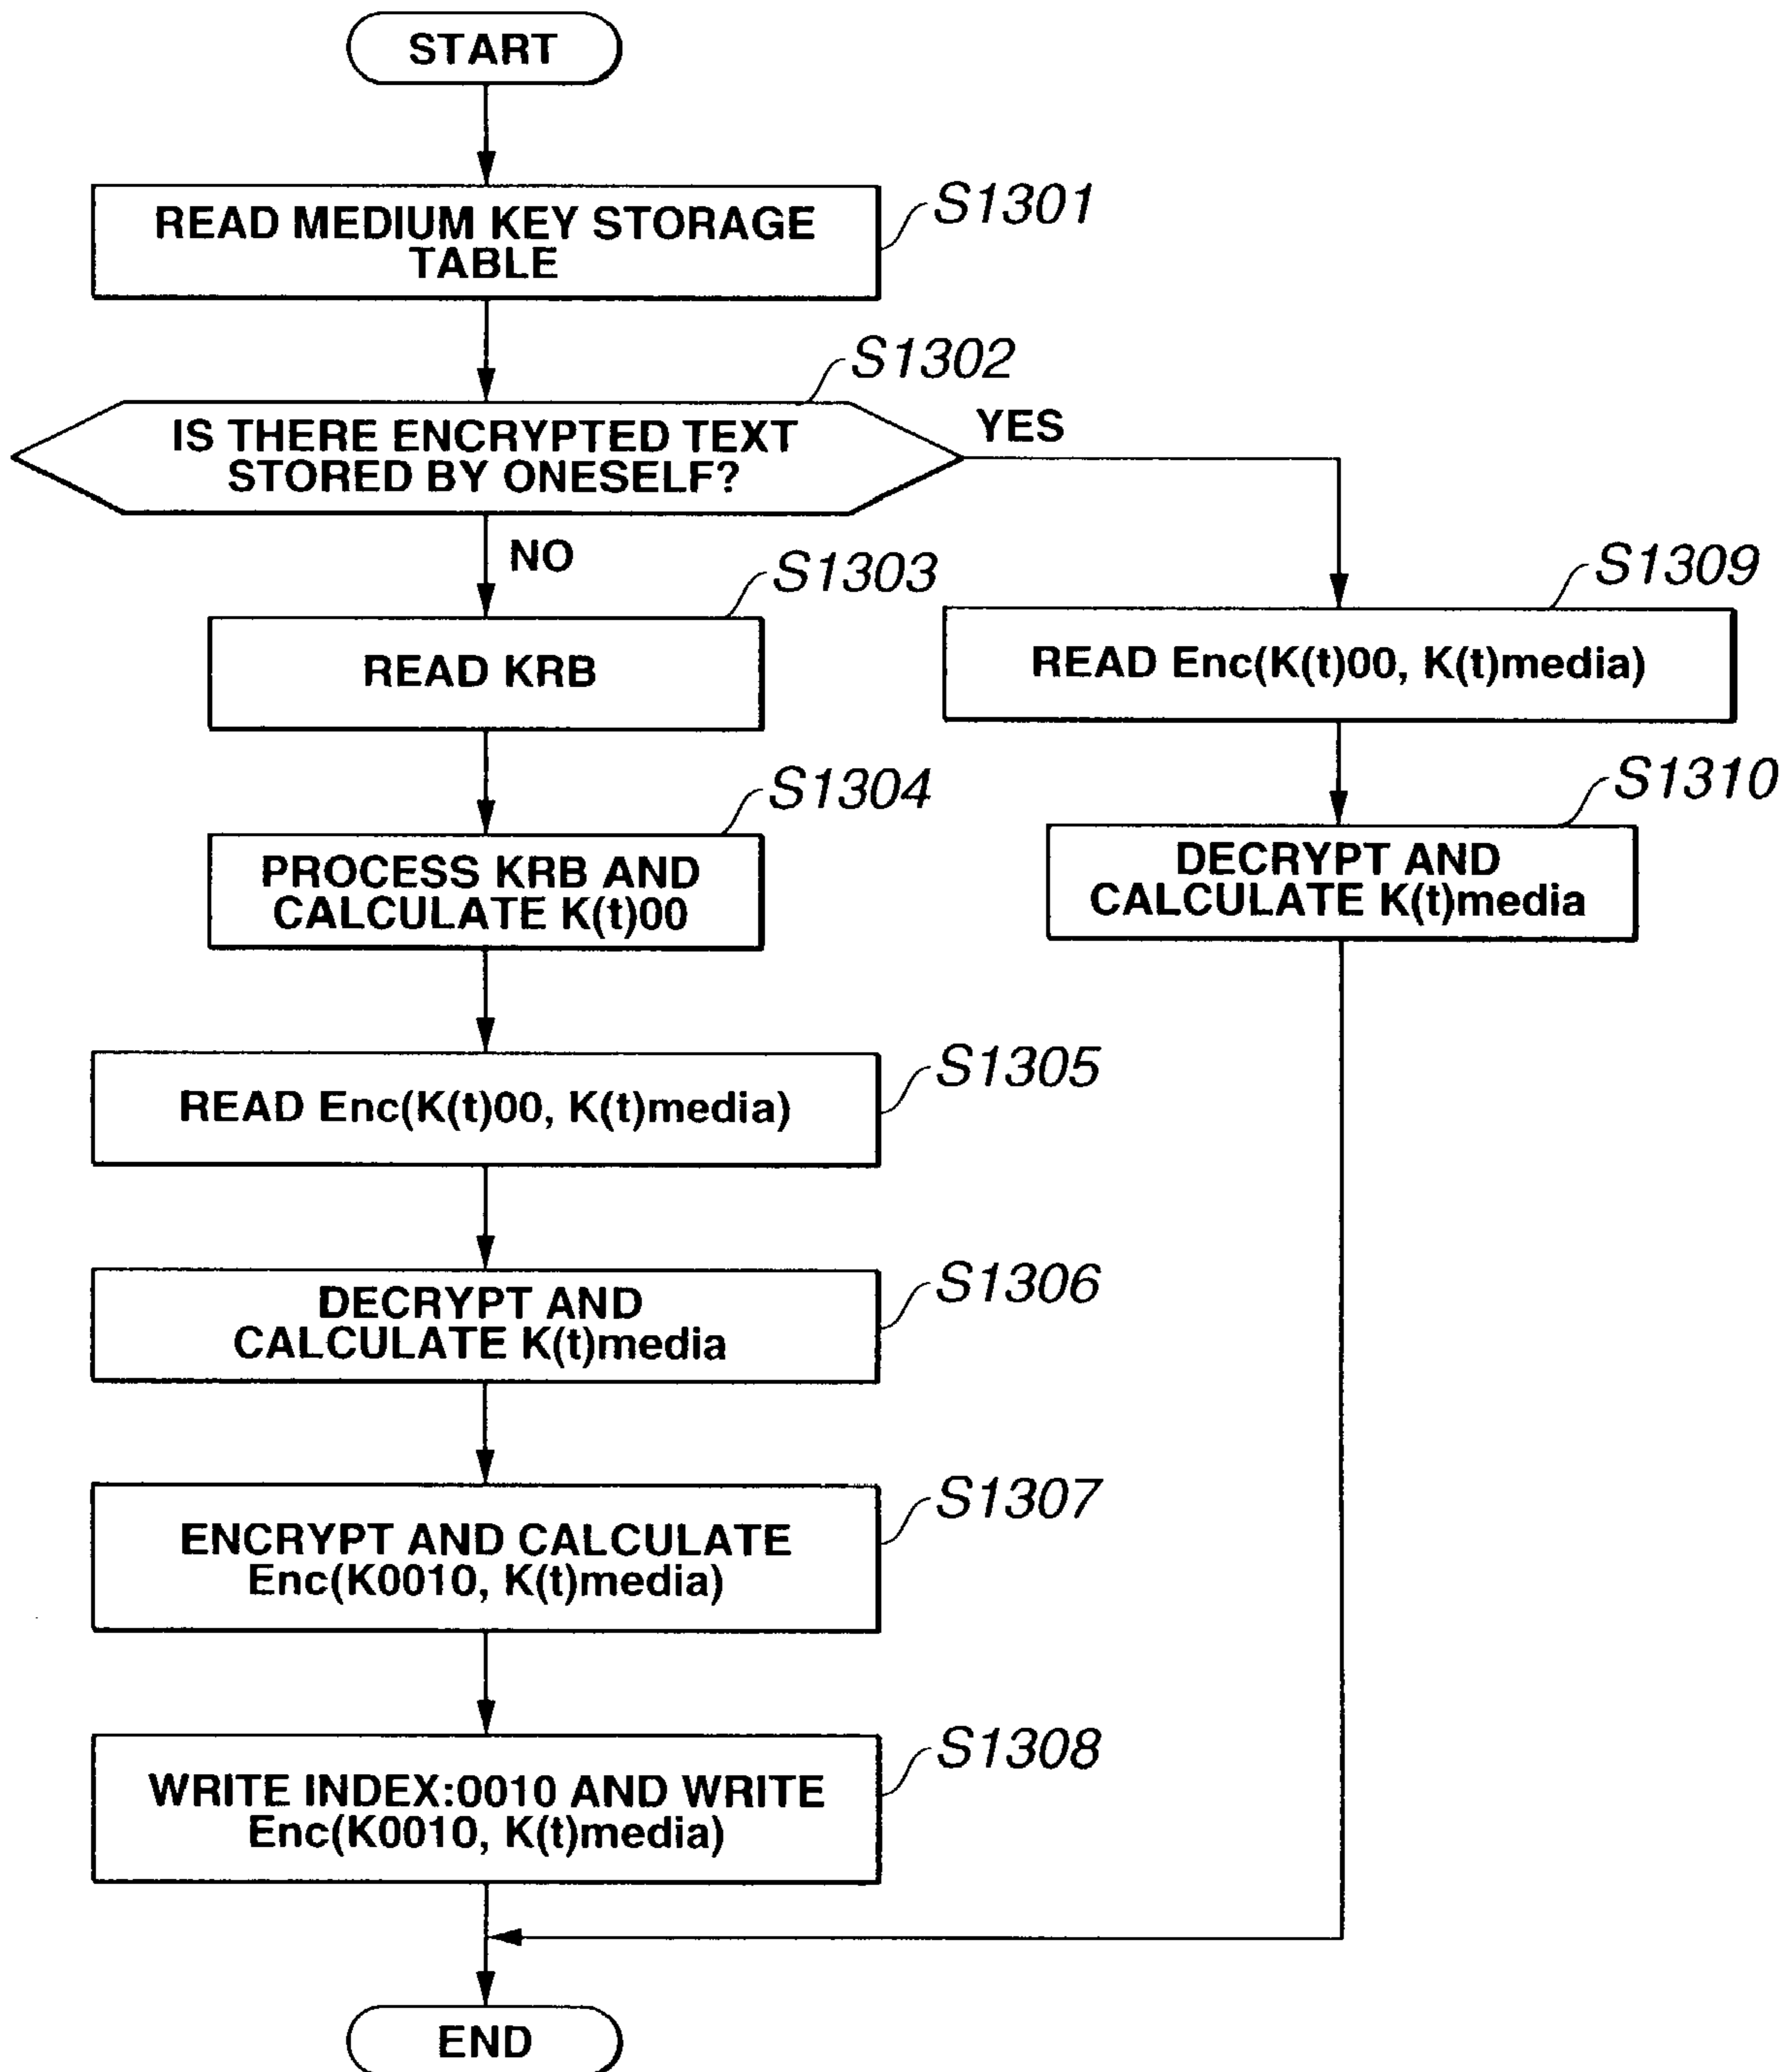 START
READ MEDIUM KEY STORAGE
TABLE
S1301
S1302
IS THERE ENCRYPTED TEXT
STORED BY ONESELF?
YES
NO
S1303
READ KRB
S1304
PROCESS KRB AND
CALCULATE K(t)00
READ Enc(K(t)00, K(t)media)
S1305
DECRYPT AND
CALCULATE K(t)media
S1306
ENCRYPT AND CALCULATE
Enc(K0010, K(t)media)
S1307
WRITE INDEX:0010 AND WRITE
Enc(K0010, K(t)media)
S1308
S1309
READ Enc(K(t)00, K(t)media)
S1310
DECRYPT AND
CALCULATE K(t)media
END